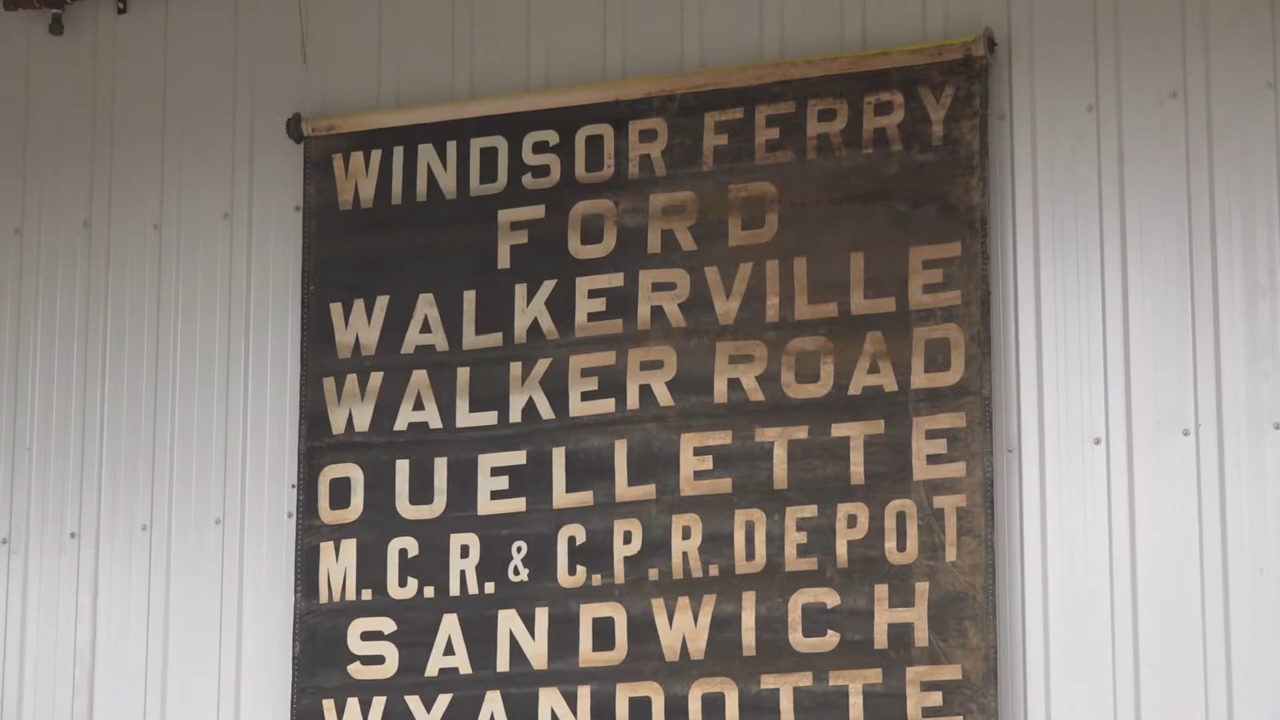 WINDSOR FERRY
FORD
WALKERVILLE
WALKER ROAD
OUELLETTE
M.C.R. & C.P.R. DEPOT
SANDWICH
WYANDOTTE